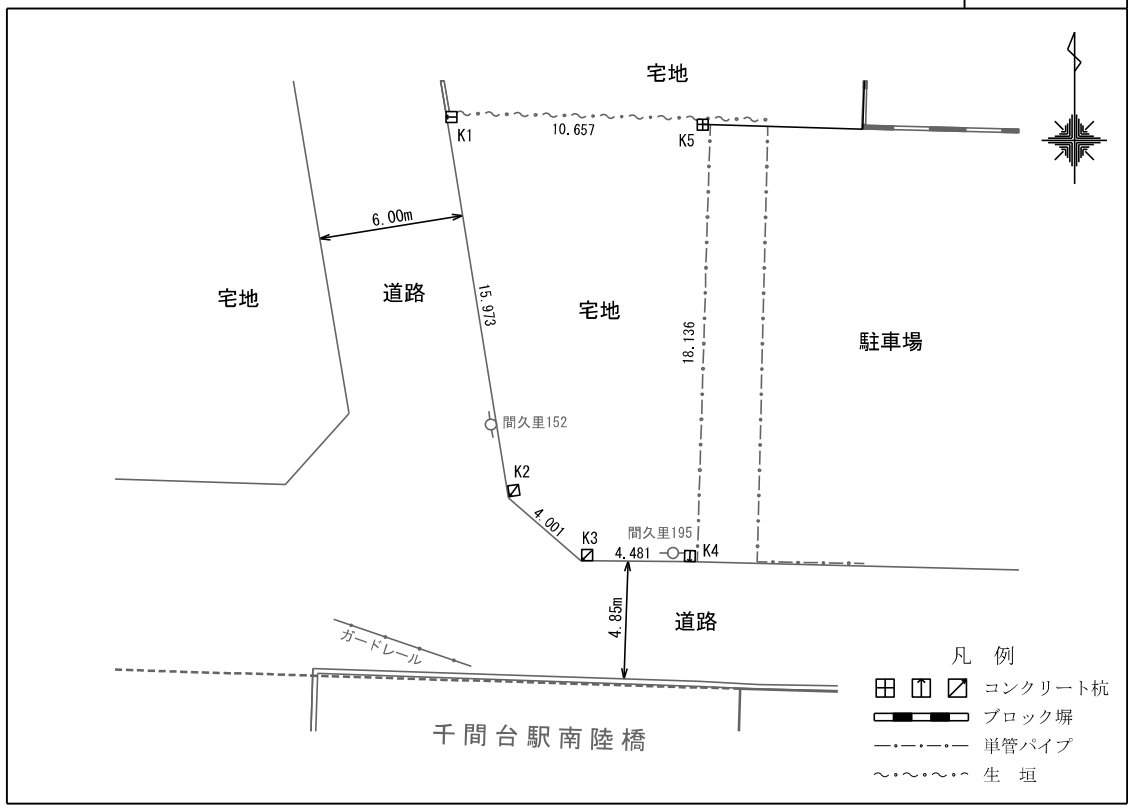 宅地
K1
10.657
K5
6.00m
宅地
道路
15.973
宅地
18.136
駐車場
間久里152
K2
4.001
K3
間久里195
4.481
K4
4.85m
道路
ガードレール
千間台駅南陸橋
凡 例
コンクリート杭
ブロック塀
単管パイプ
生 垣